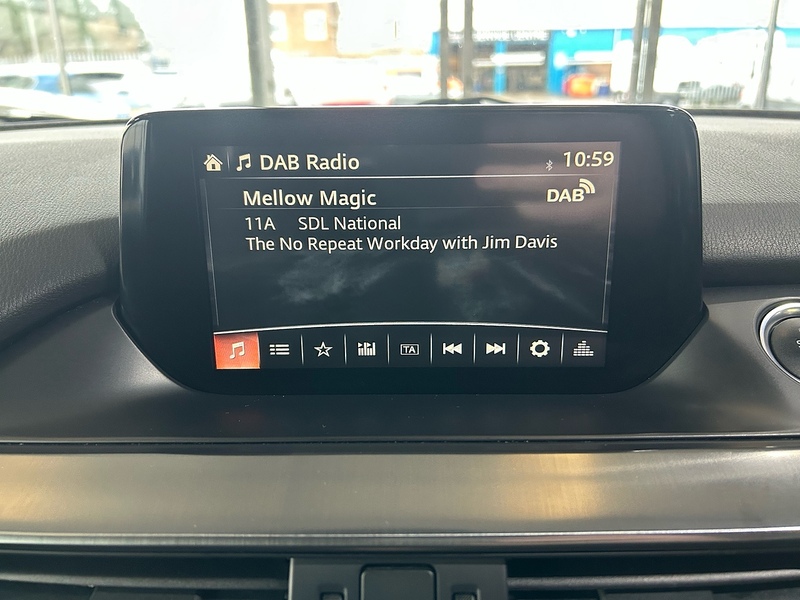 DAB Radio 10:59
Mellow Magic DAB
11A SDL National
The No Repeat Workday with Jim Davis
TA